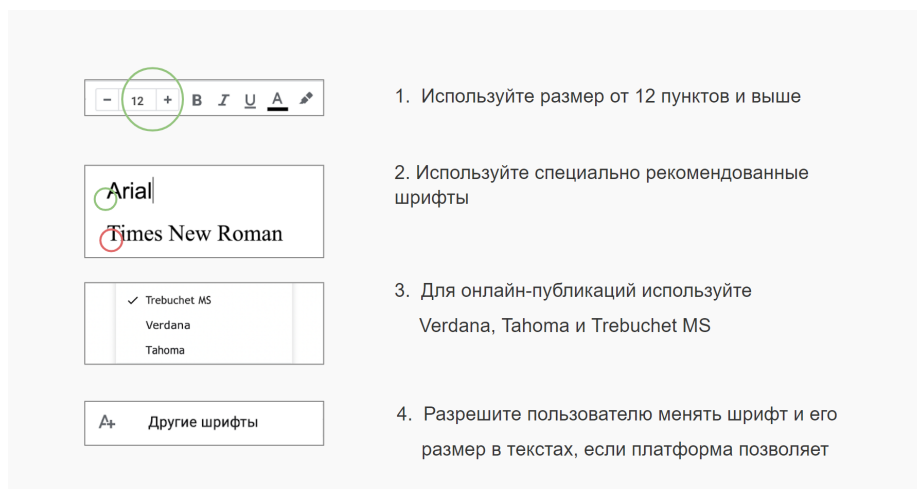 − 12 + B I U A
1. Используйте размер от 12 пунктов и выше
Arial
Times New Roman
2. Используйте специально рекомендованные
шрифты
Trebuchet MS
Verdana
Tahoma
3. Для онлайн-публикаций используйте
Verdana, Tahoma и Trebuchet MS
A+ Другие шрифты
4. Разрешите пользователю менять шрифт и его
размер в текстах, если платформа позволяет